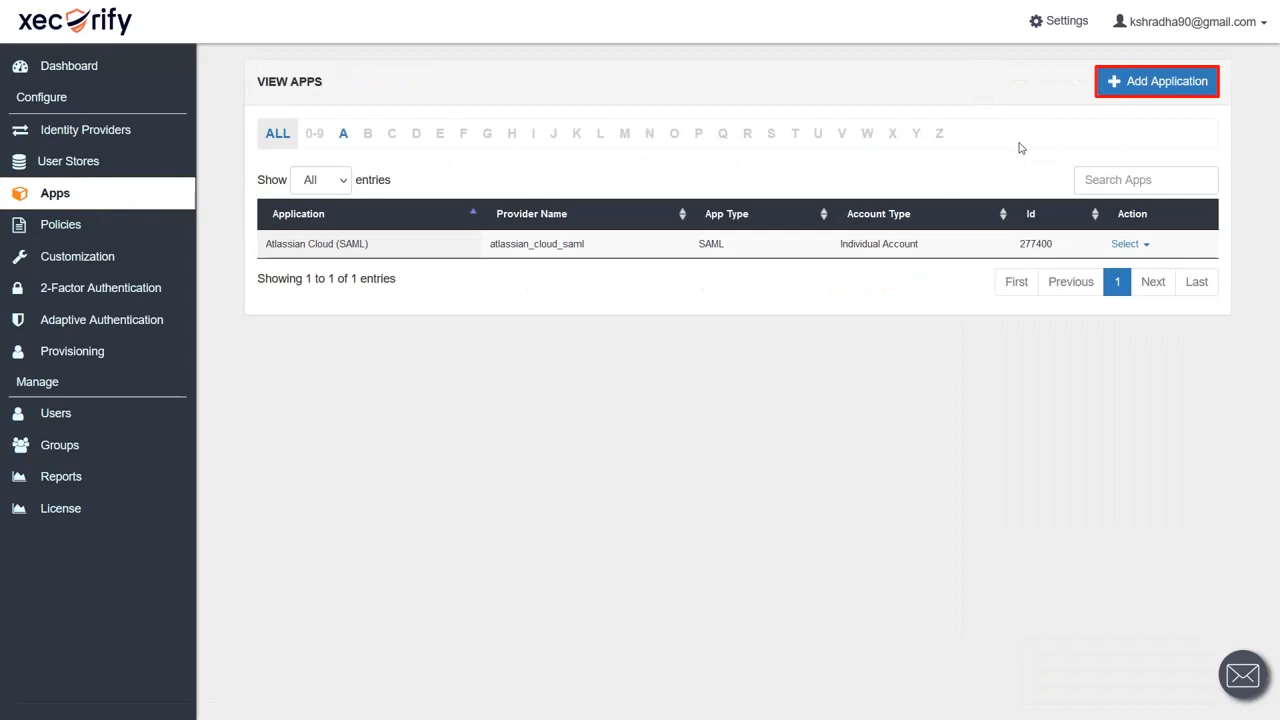 xecurify
Settings
kshradha90@gmail.com
Dashboard
Configure
Identity Providers
User Stores
Apps
Policies
Customization
2-Factor Authentication
Adaptive Authentication
Provisioning
Manage
Users
Groups
Reports
License
VIEW APPS
Add Application
ALL 0-9 A B C D E F G H I J K L M N O P Q R S T U V W X Y Z
Show All entries
Search Apps
Application Provider Name App Type Account Type Id Action
Atlassian Cloud (SAML) atlassian_cloud_saml SAML Individual Account 277400 Select
Showing 1 to 1 of 1 entries
First Previous 1 Next Last